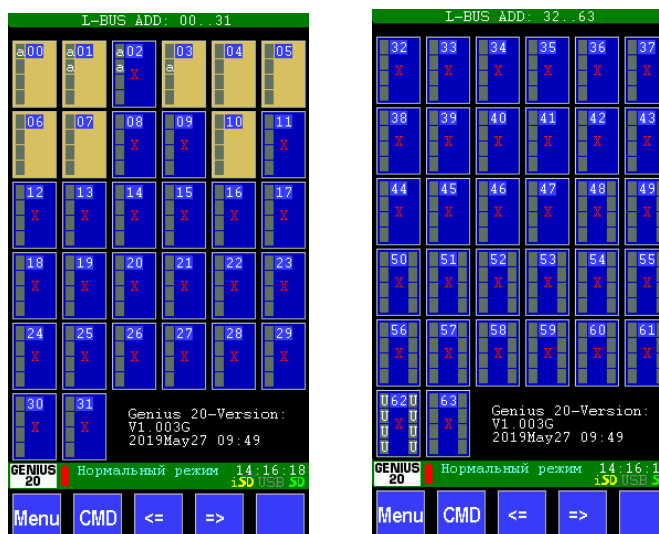 L-BUS ADD: 00..31
a00 a01 a02 03 04 05
a a a
X
06 07 08 09 10 11
X X X
12 13 14 15 16 17
X X X X X X
18 19 20 21 22 23
X X X X X X
24 25 26 27 28 29
X X X X X X
30 31
X X
Genius 20-Version:
V1.003G
2019May27 09:49
GENIUS 20
Нормальный режим 14:16:18
iSD USB SD
Menu CMD <= =>
L-BUS ADD: 32..63
32 33 34 35 36 37
X X X X X X
38 39 40 41 42 43
X X X X X X
44 45 46 47 48 49
X X X X X X
50 51 52 53 54 55
X X X X X X
56 57 58 59 60 61
X X X X X X
U62U 63
U U
U X U X
U U
Genius 20-Version:
V1.003G
2019May27 09:49
GENIUS 20
Нормальный режим 14:16:1
iSD USB SD
Menu CMD <= =>